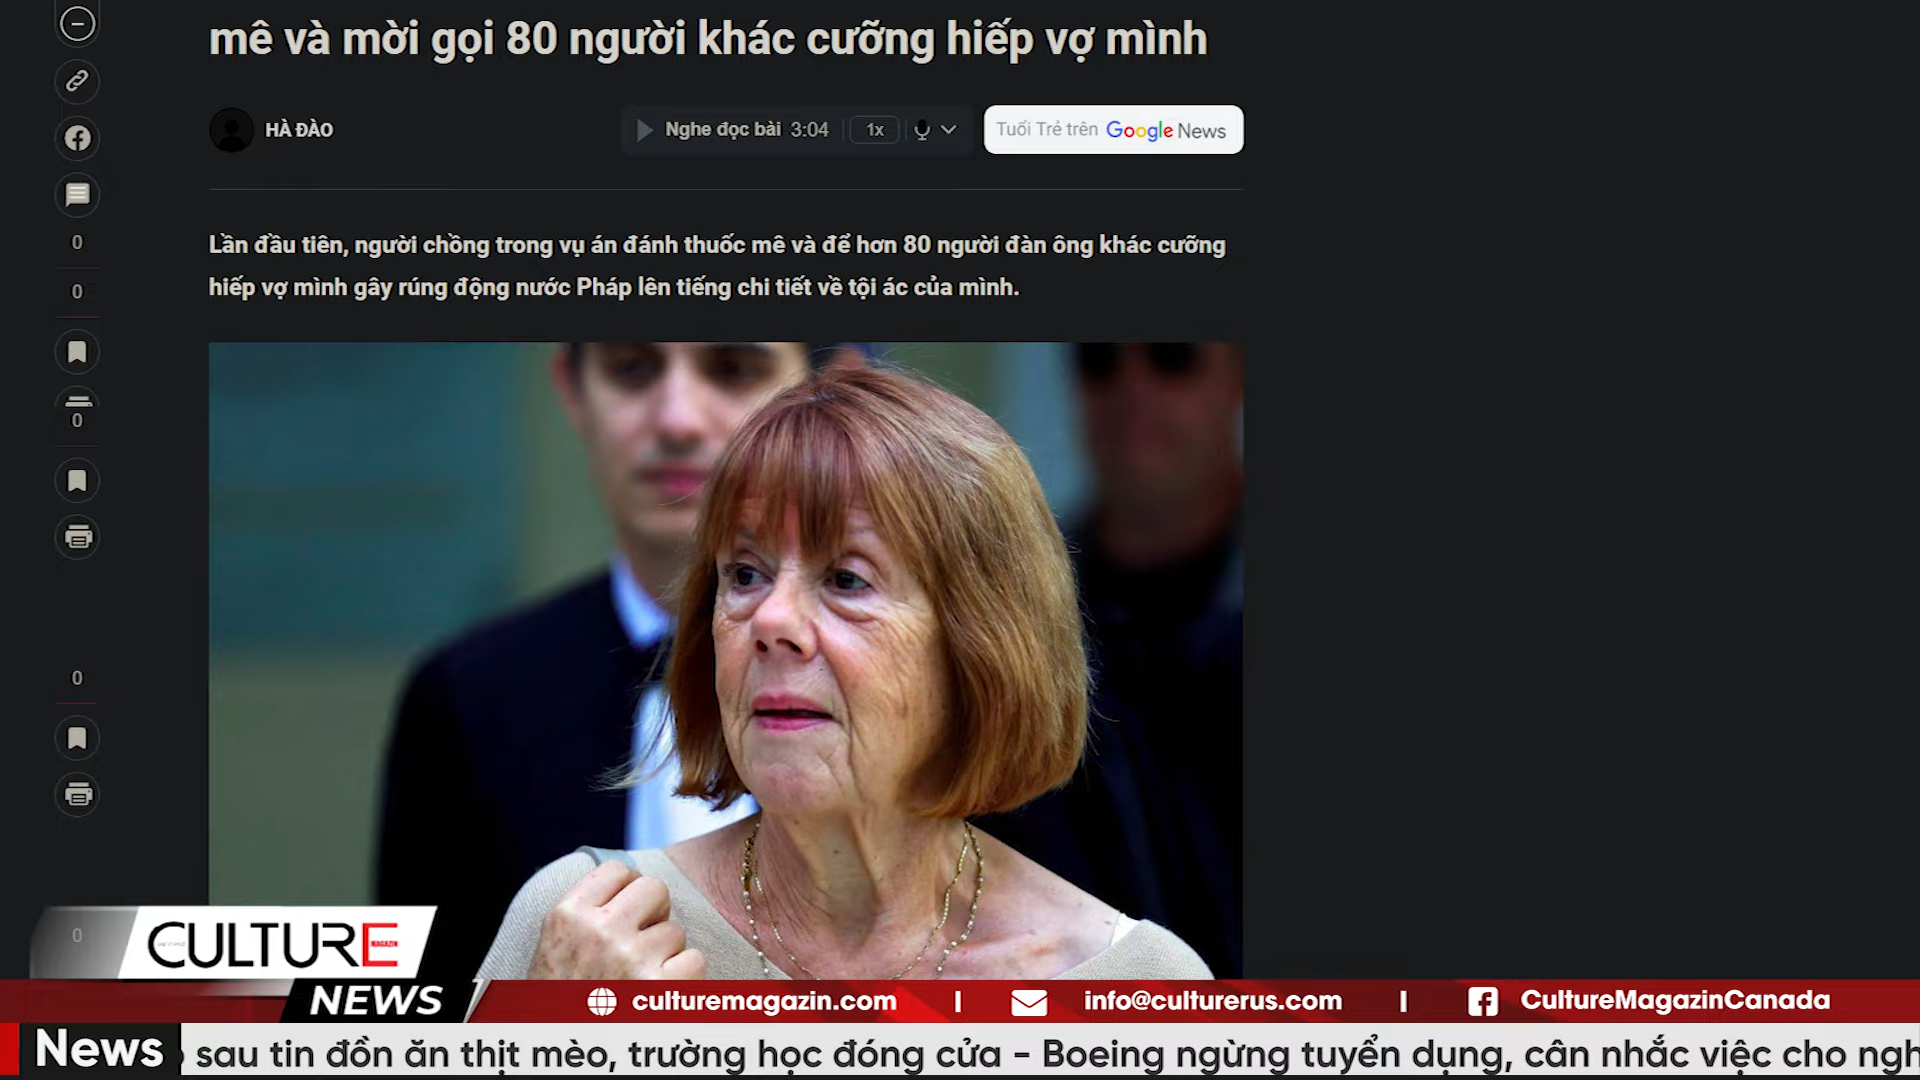 mê và mời gọi 80 người khác cưỡng hiếp vợ mình
HÀ ĐÀO
Nghe đọc bài 3:04 1x
Tuổi Trẻ trên Google News
Lần đầu tiên, người chồng trong vụ án đánh thuốc mê và để hơn 80 người đàn ông khác cưỡng
hiếp vợ mình gây rúng động nước Pháp lên tiếng chi tiết về tội ác của mình.
0
0
0
0
0
CULTURE
MAGAZIN
NEWS
culturemagazin.com | info@culturerus.com | CultureMagazinCanada
News sau tin đồn ăn thịt mèo, trường học đóng cửa - Boeing ngừng tuyển dụng, cân nhắc việc cho ngh